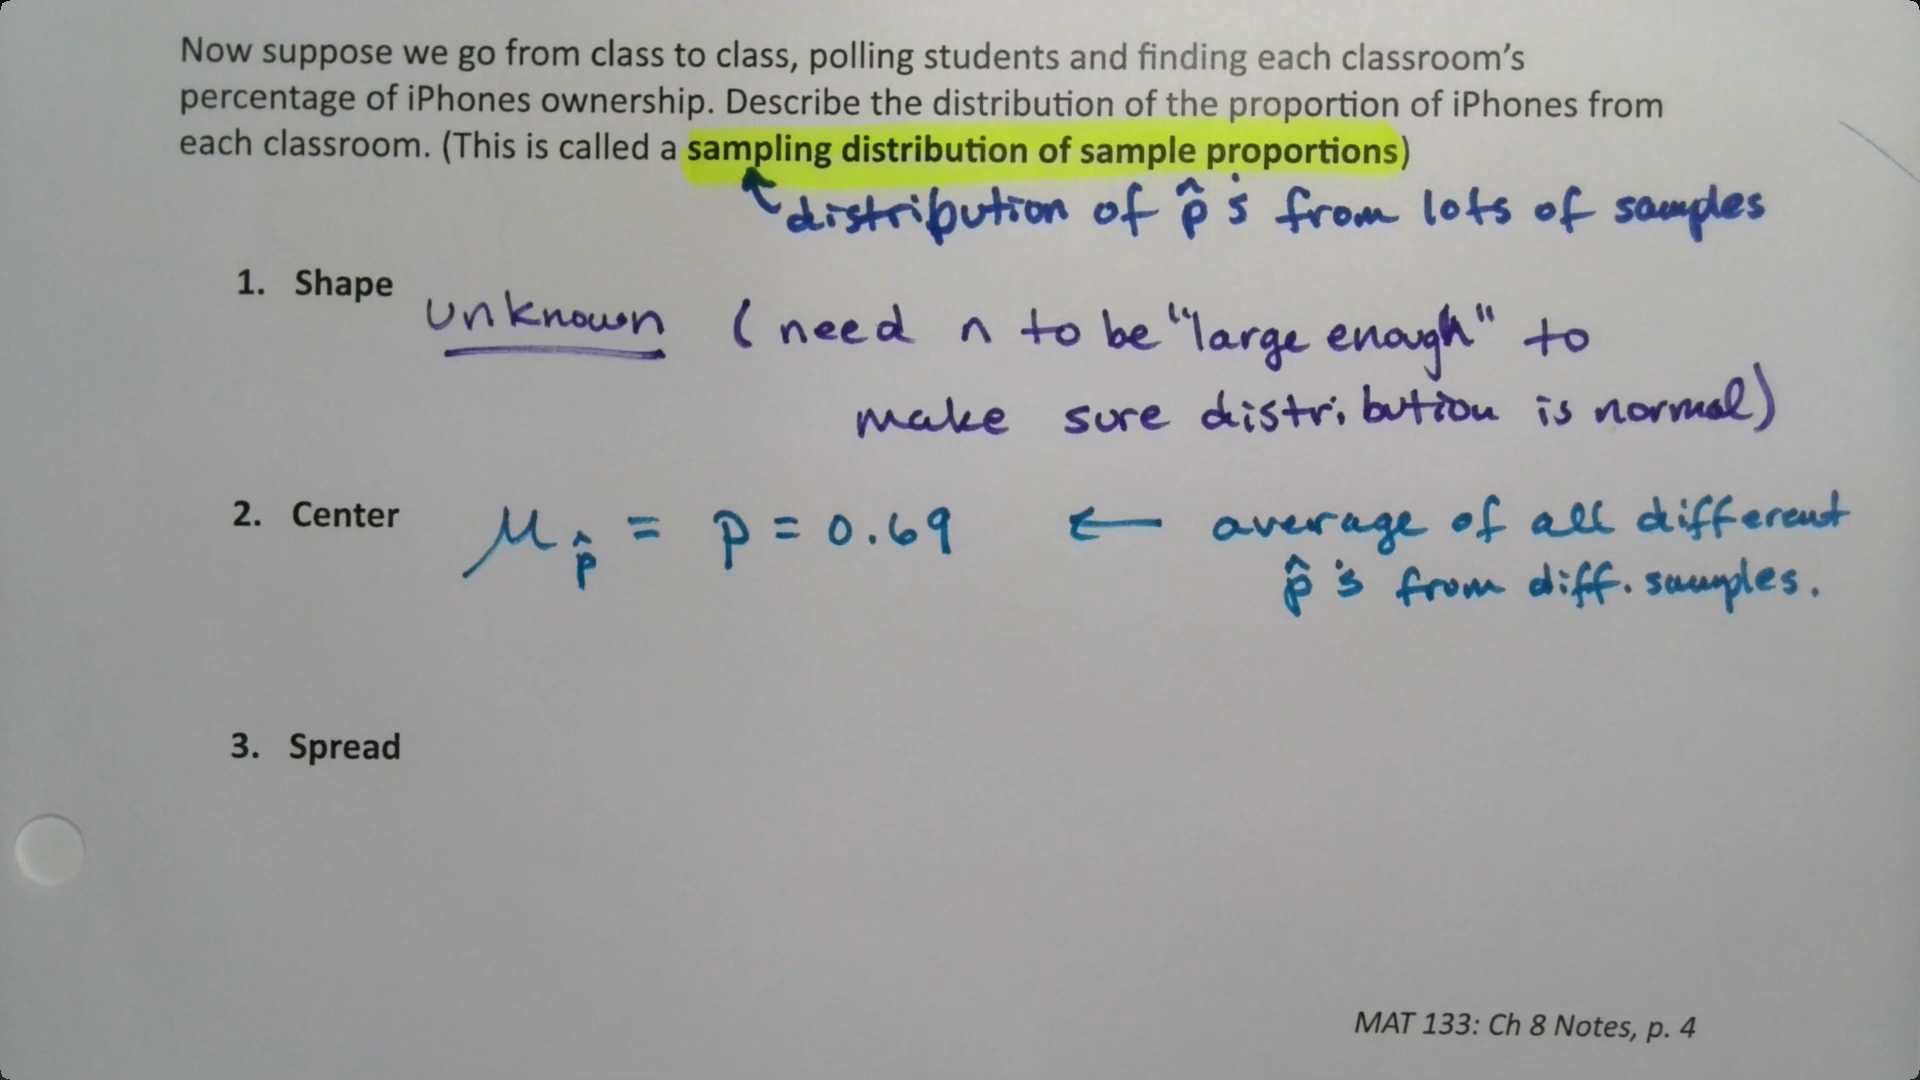 Now suppose we go from class to class, polling students and finding each classroom's
percentage of iPhones ownership. Describe the distribution of the proportion of iPhones from
each classroom. (This is called a sampling distribution of sample proportions)
distribution of p̂'s from lots of samples
1. Shape
unknown (need n to be "large enough" to
make sure distribution is normal)
2. Center μ_p̂ = p = 0.69 ← average of all different
p̂'s from diff. samples.
3. Spread
MAT 133: Ch 8 Notes, p. 4